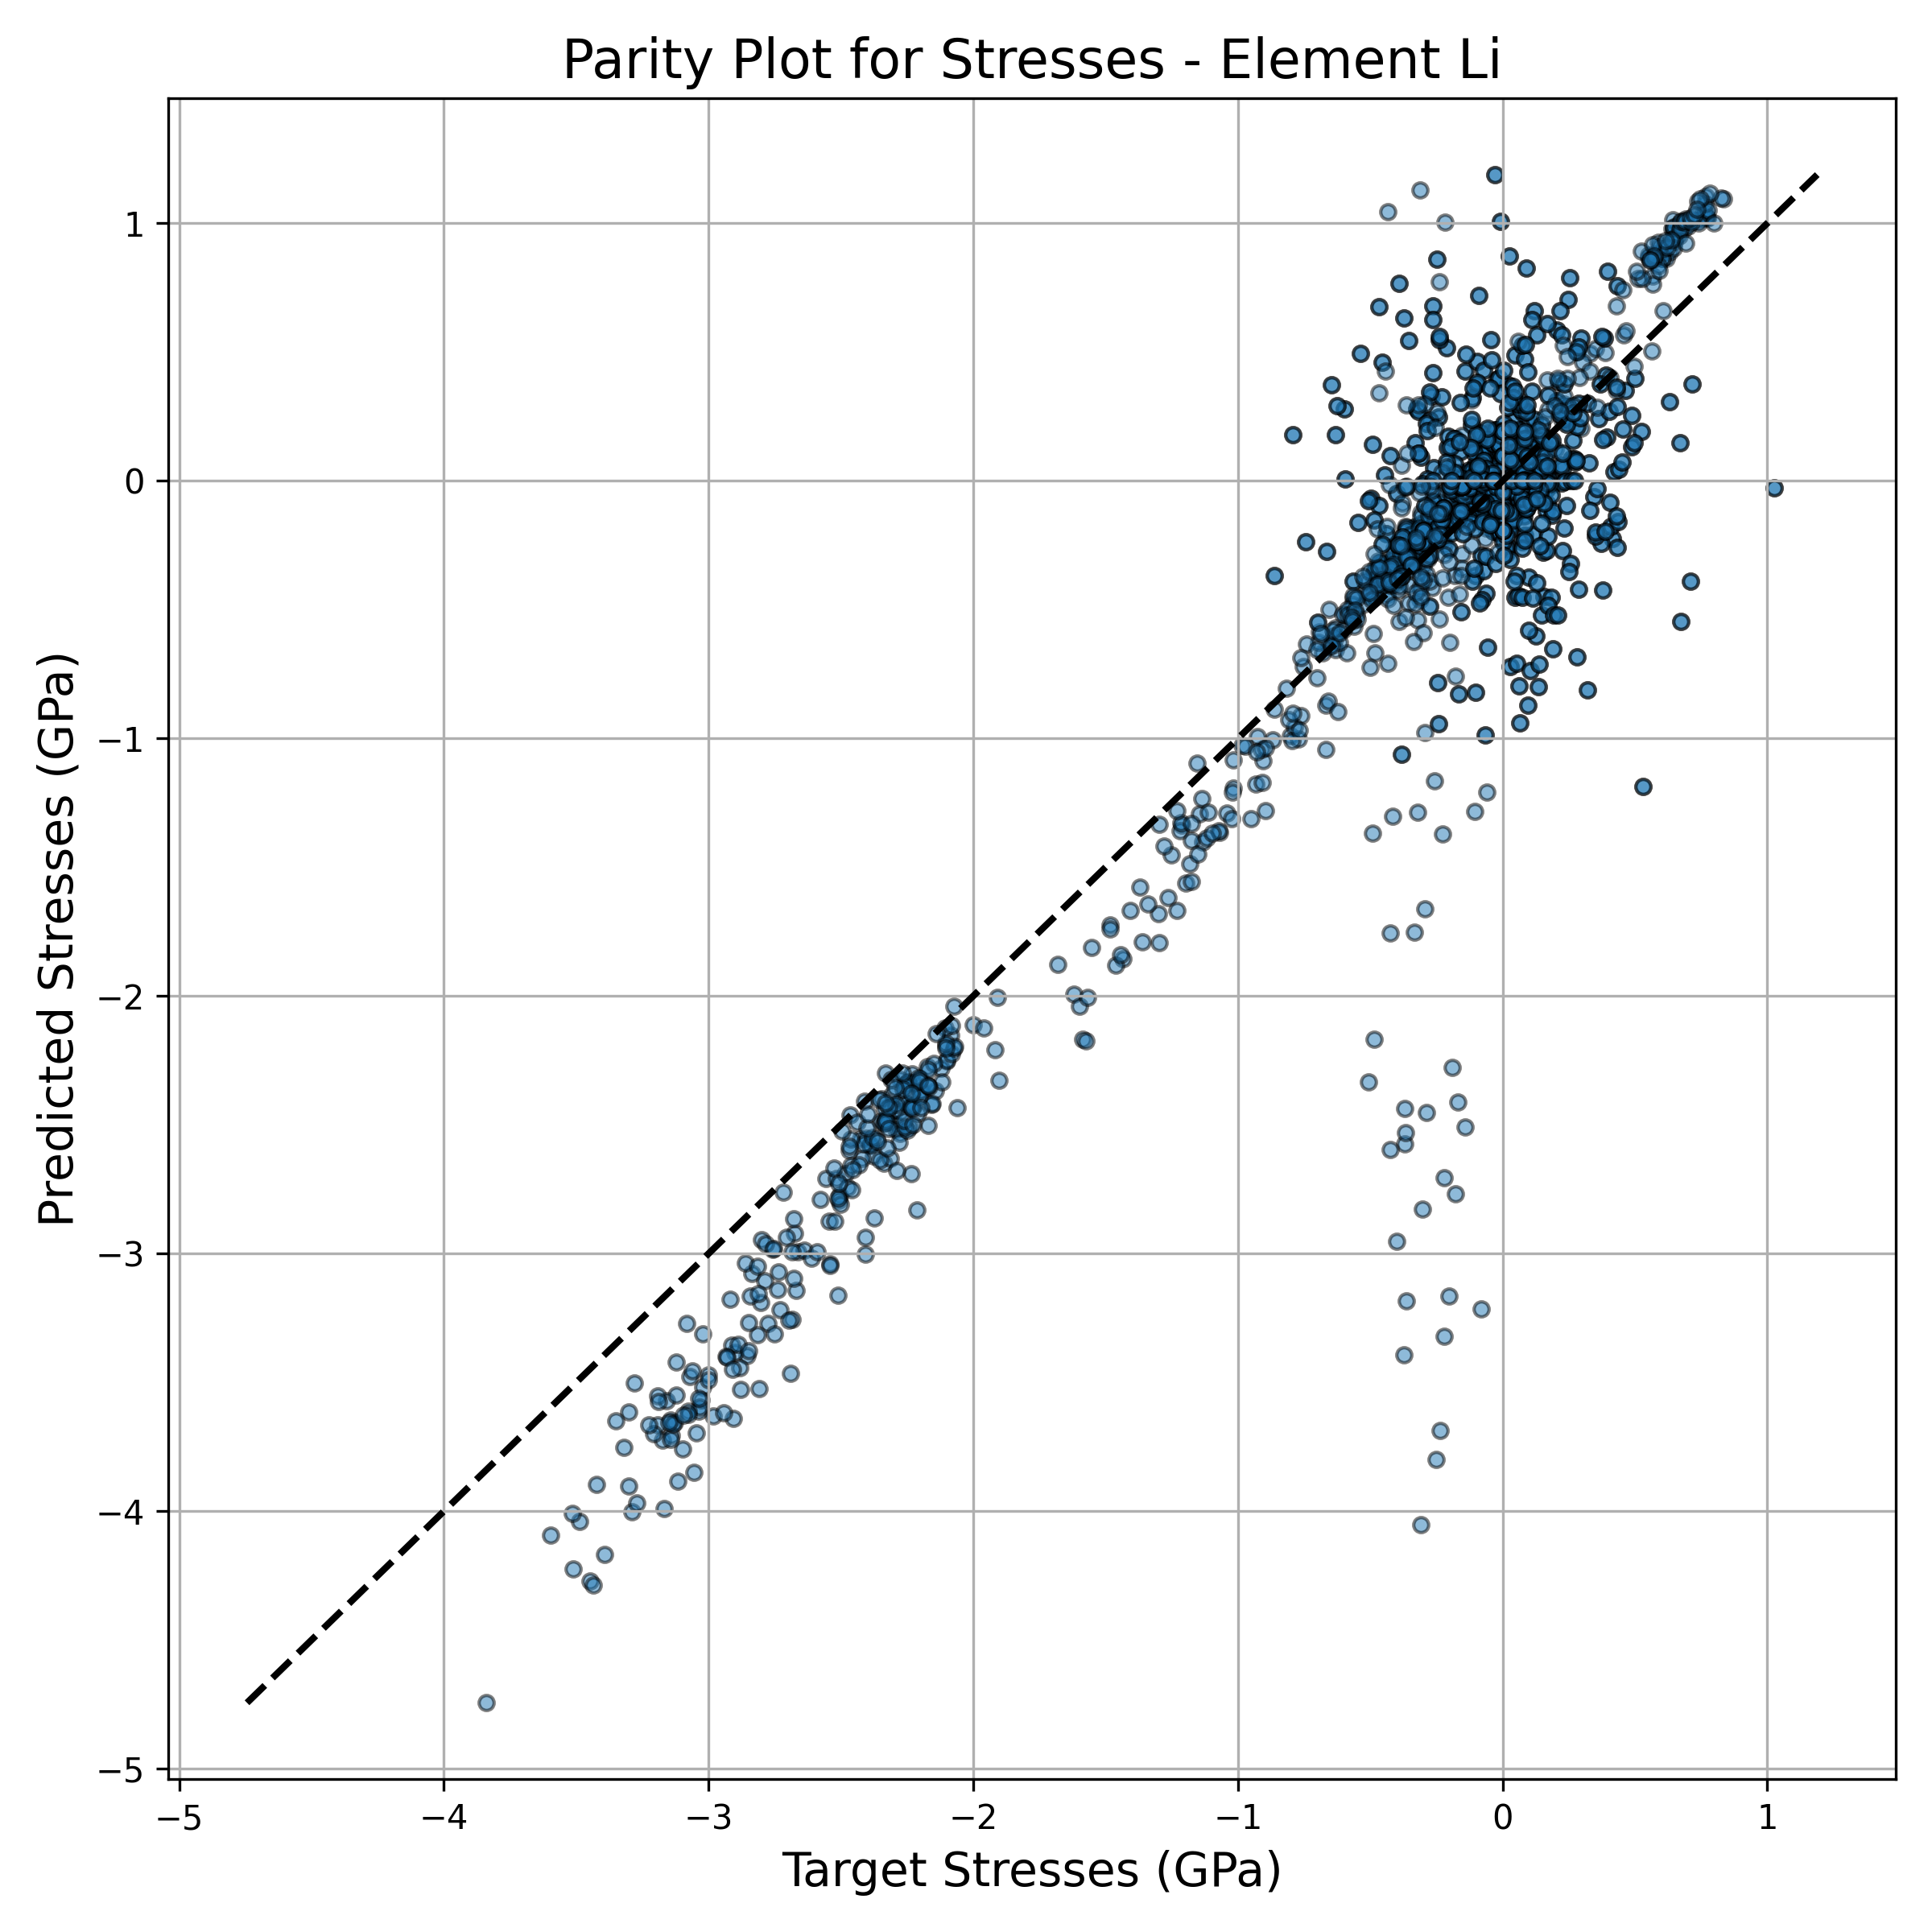 Parity Plot for Stresses - Element Li
1
0
−1
−2
−3
−4
−5
Predicted Stresses (GPa)
−5 −4 −3 −2 −1 0 1
Target Stresses (GPa)